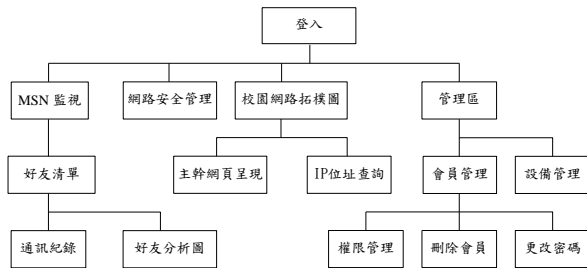 登入
MSN 監視
網路安全管理
校園網路拓樸圖
管理區
好友清單
主幹網頁呈現
IP位址查詢
會員管理
設備管理
通訊紀錄
好友分析圖
權限管理
刪除會員
更改密碼